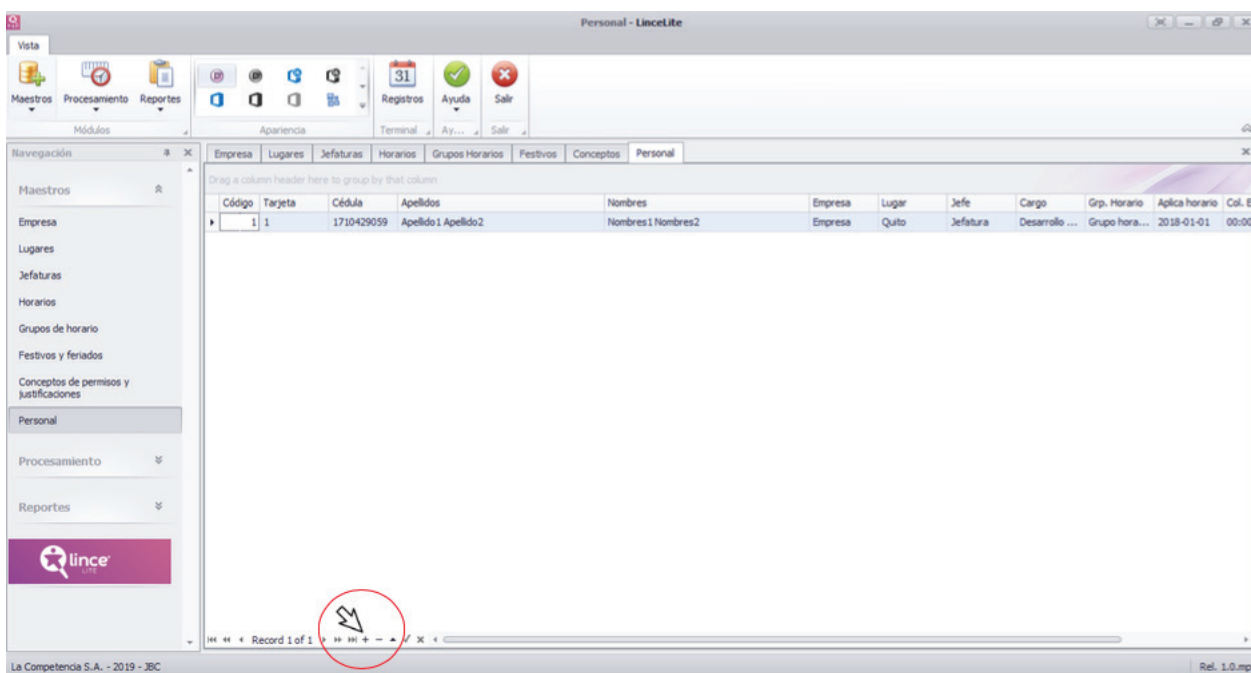 Personal - LinceLite
Vista
Maestros Procesamiento Reportes
31
Registros Ayuda Salir
Módulos Apariencia Terminal Ay... Salir
Navegación
Empresa Lugares Jefaturas Horarios Grupos Horarios Festivos Conceptos Personal
Drag a column header here to group by that column
Maestros
Código Tarjeta Cédula Apellidos Nombres Empresa Lugar Jefe Cargo Grp. Horario Aplica horario Col. E
1 1 1710429059 Apellido1 Apellido2 Nombres1 Nombres2 Empresa Quito Jefatura Desarrollo ... Grupo hora... 2018-01-01 00:00
Empresa
Lugares
Jefaturas
Horarios
Grupos de horario
Festivos y feriados
Conceptos de permisos y
justificaciones
Personal
Procesamiento
Reportes
lince
LITE
Record 1 of 1
La Competencia S.A. - 2019 - JBC
Rel. 1.0.mp